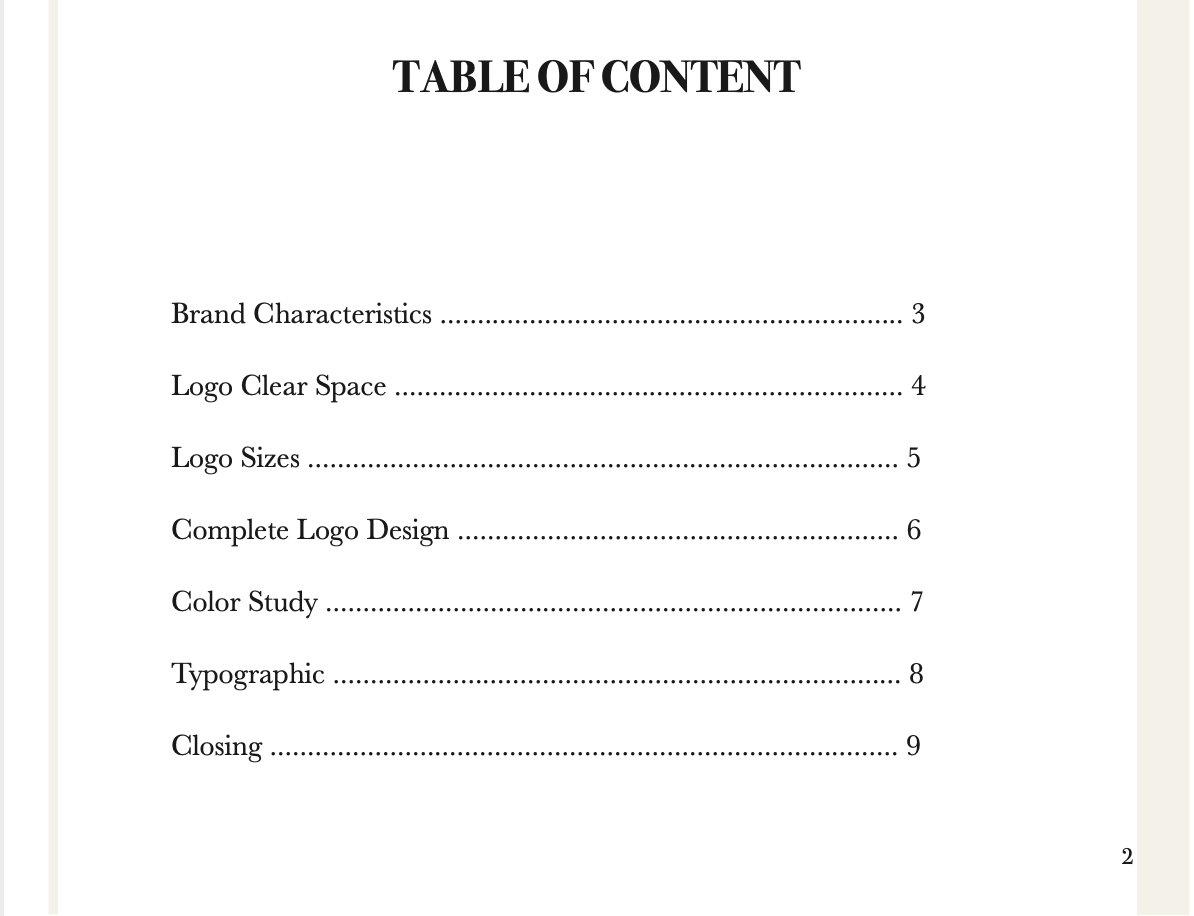 TABLE OF CONTENT
Brand Characteristics .............................................................. 3
Logo Clear Space .................................................................... 4
Logo Sizes ............................................................................... 5
Complete Logo Design ........................................................... 6
Color Study ............................................................................. 7
Typographic ............................................................................ 8
Closing .................................................................................... 9
2